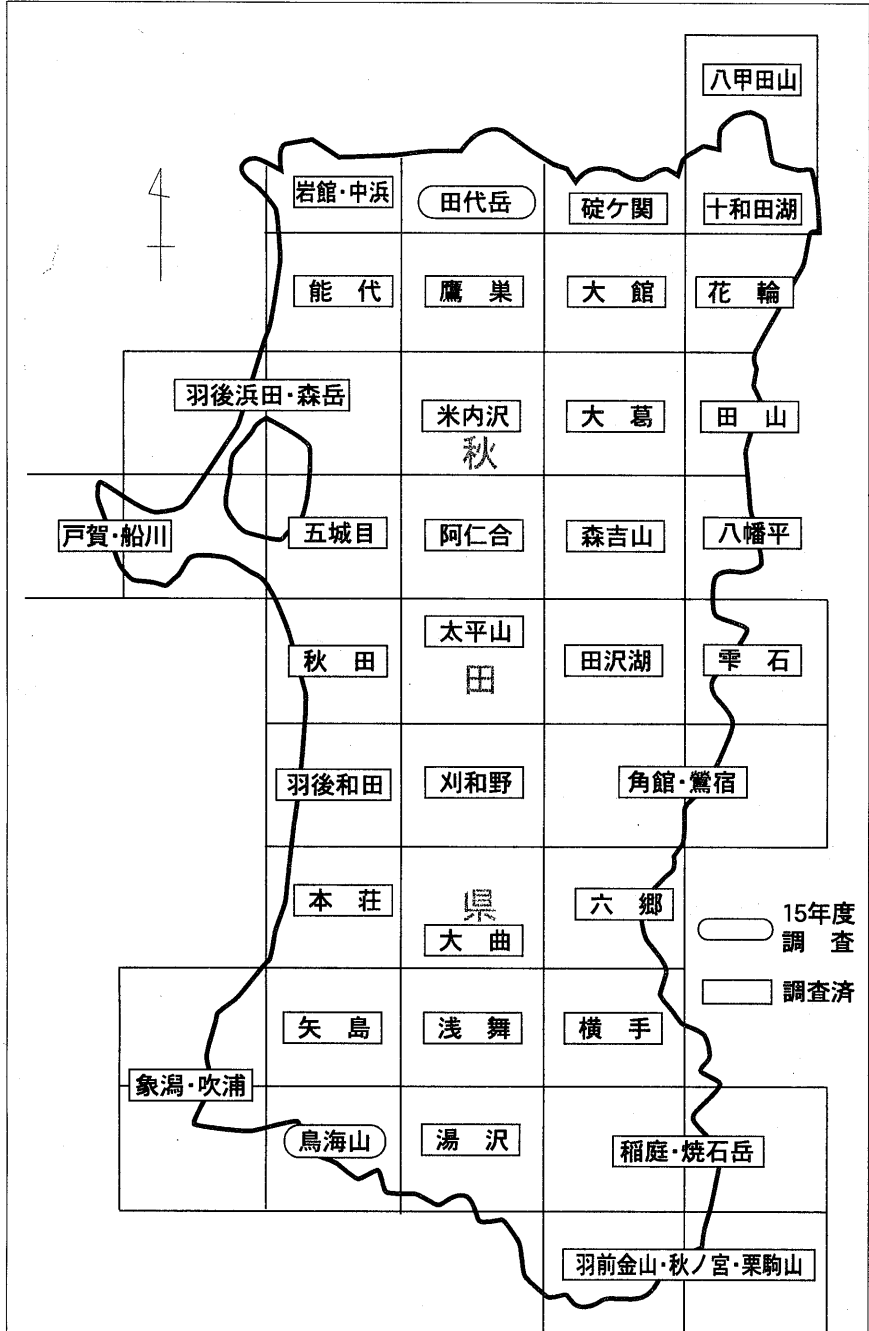 八甲田山
岩館・中浜
田代岳
碇ケ関
十和田湖
能代
鷹巣
大館
花輪
羽後浜田・森岳
米内沢
大葛
田山
秋
戸賀・船川
五城目
阿仁合
森吉山
八幡平
太平山
秋田
田沢湖
雫石
田
羽後和田
刈和野
角館・鶯宿
本荘
県
六郷
大曲
15年度
調査
調査済
矢島
浅舞
横手
象潟・吹浦
鳥海山
湯沢
稲庭・焼石岳
羽前金山・秋ノ宮・栗駒山